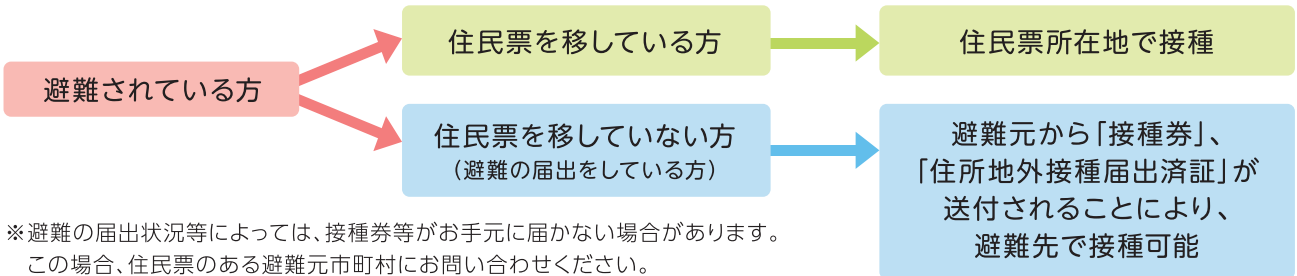 避難されている方
住民票を移している方
住民票所在地で接種
住民票を移していない方
（避難の届出をしている方）
避難元から「接種券」、
「住所地外接種届出済証」が
送付されることにより、
避難先で接種可能
※避難の届出状況等によっては、接種券等がお手元に届かない場合があります。
この場合、住民票のある避難元市町村にお問い合わせください。